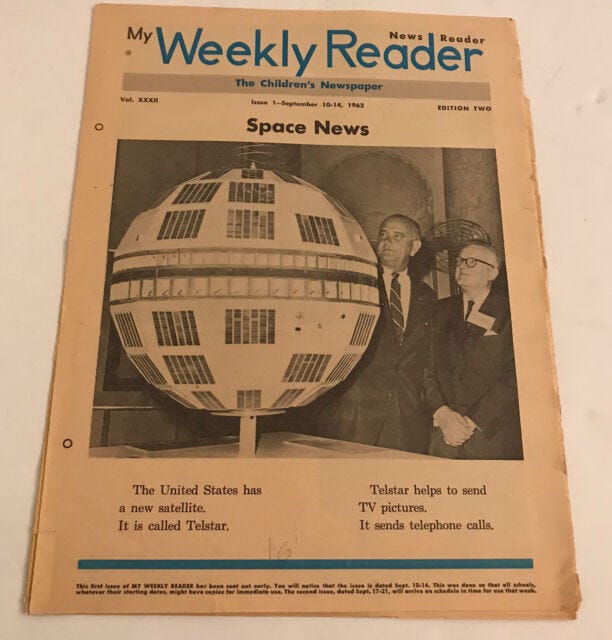 My Weekly Reader
News Reader
The Children's Newspaper
Vol. XXXII Issue 1—September 10-14, 1962 EDITION TWO
Space News
The United States has
a new satellite.
It is called Telstar.
Telstar helps to send
TV pictures.
It sends telephone calls.
16
This first issue of MY WEEKLY READER has been sent out early. You will notice that the issue is dated Sept. 10-14. This was done so that all schools,
whatever their starting dates, might have copies for immediate use. The second issue, dated Sept. 17-21, will arrive on schedule in time for use that week.